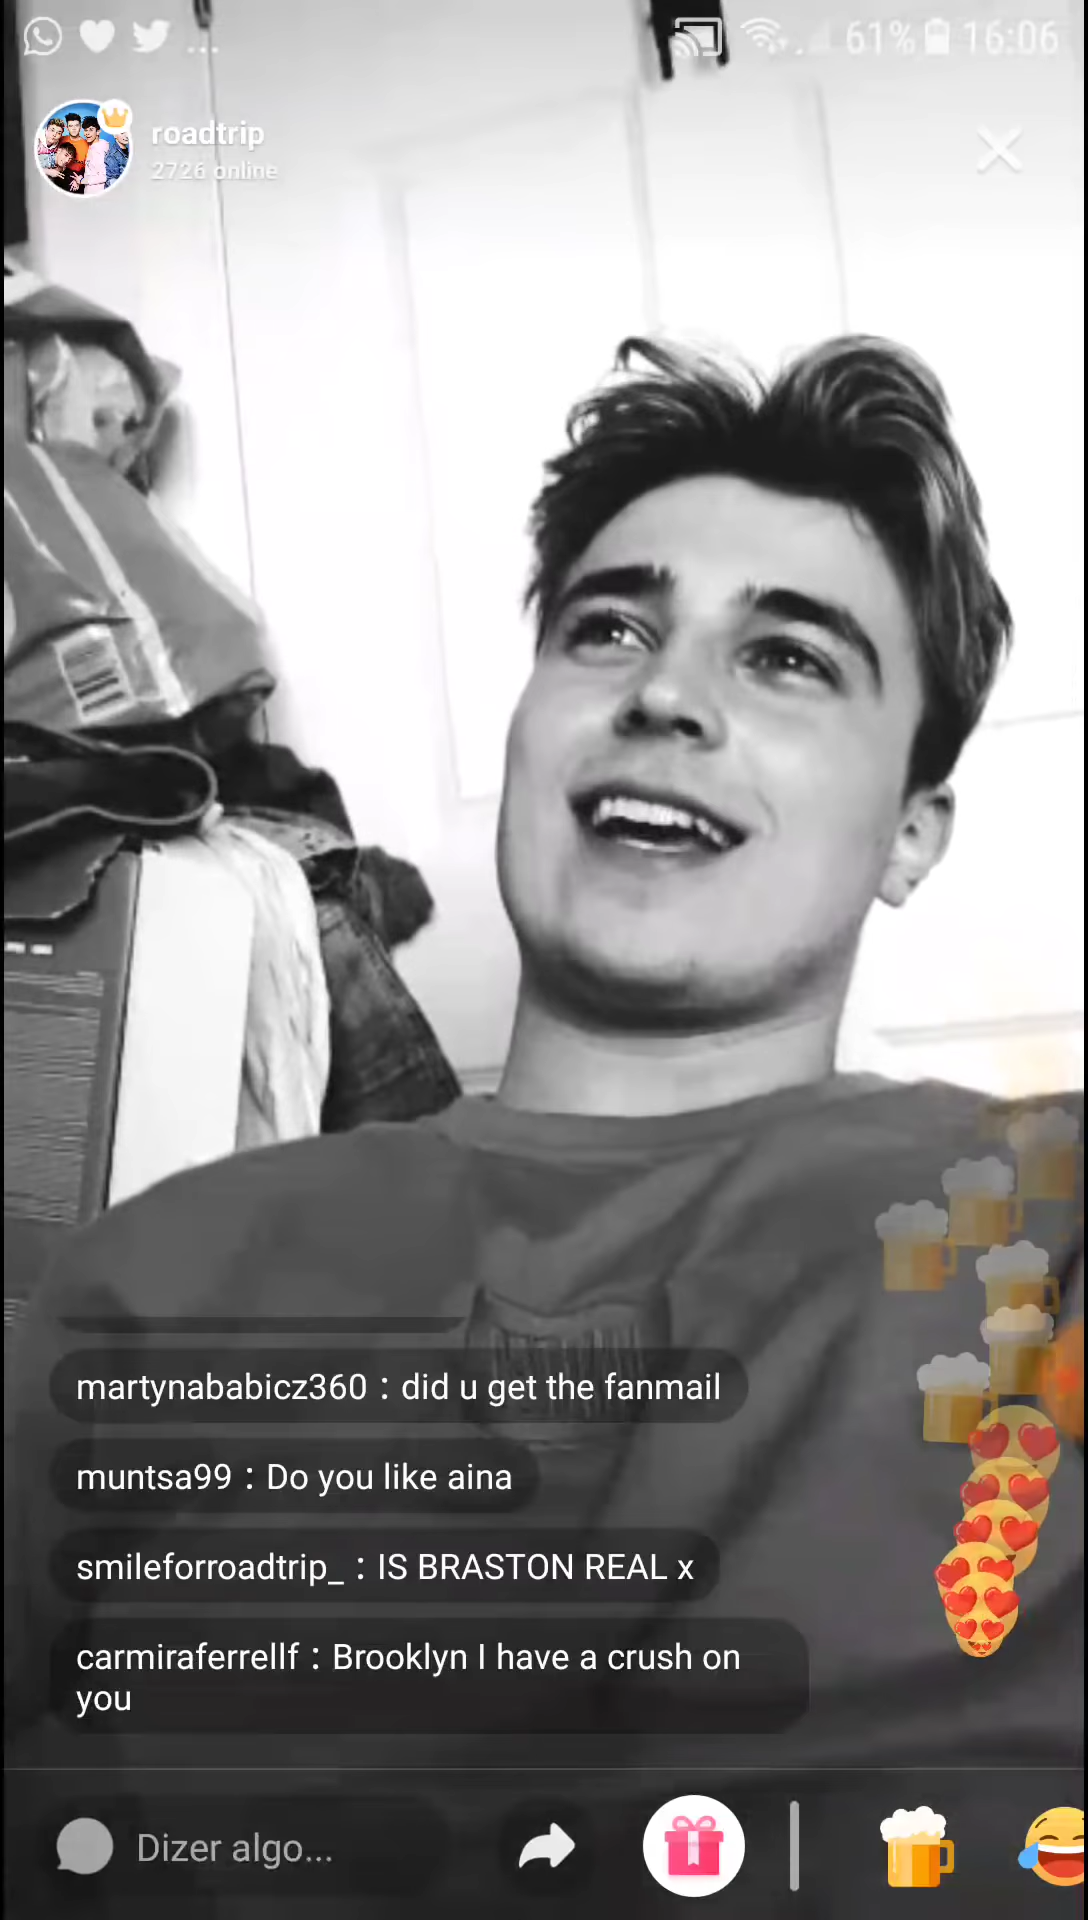 ... 61% 16:06
roadtrip
2726 online
martynababicz360 : did u get the fanmail
muntsa99 : Do you like aina
smileforroadtrip_ : IS BRASTON REAL x
carmiraferrellf : Brooklyn I have a crush on
you
Dizer algo...